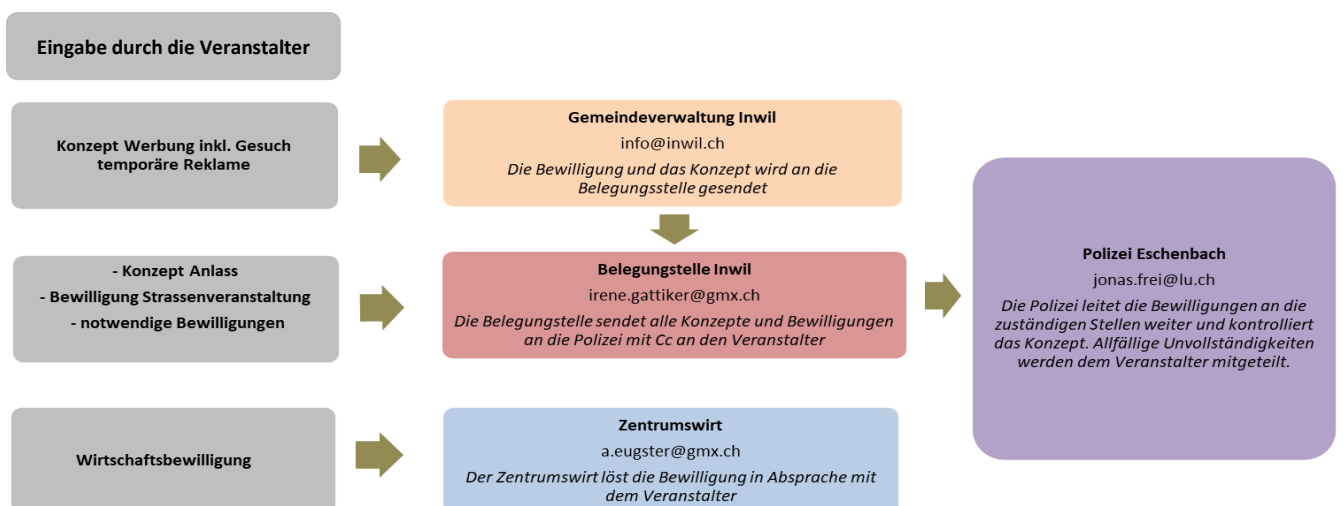 Eingabe durch die Veranstalter
Konzept Werbung inkl. Gesuch
temporäre Reklame
Gemeindeverwaltung Inwil
info@inwil.ch
Die Bewilligung und das Konzept wird an die
Belegungsstelle gesendet
- Konzept Anlass
- Bewilligung Strassenveranstaltung
- notwendige Bewilligungen
Belegungstelle Inwil
irene.gattiker@gmx.ch
Die Belegungstelle sendet alle Konzepte und Bewilligungen
an die Polizei mit Cc an den Veranstalter
Polizei Eschenbach
jonas.frei@lu.ch
Die Polizei leitet die Bewilligungen an die
zuständigen Stellen weiter und kontrolliert
das Konzept. Allfällige Unvollständigkeiten
werden dem Veranstalter mitgeteilt.
Wirtschaftsbewilligung
Zentrumswirt
a.eugster@gmx.ch
Der Zentrumswirt löst die Bewilligung in Absprache mit
dem Veranstalter